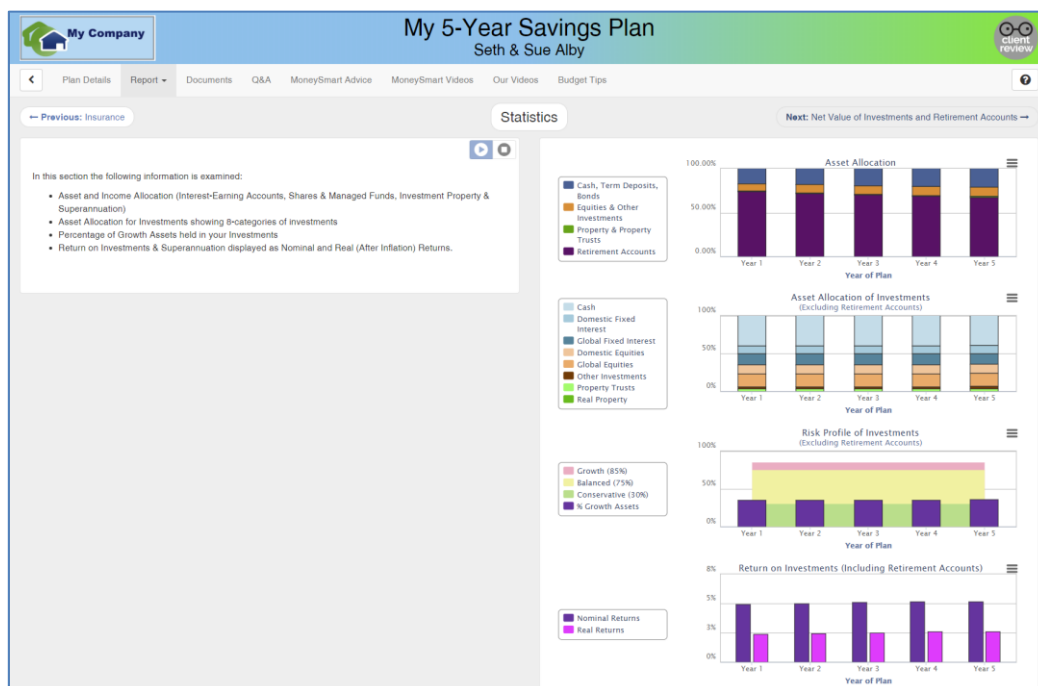 My Company
My 5-Year Savings Plan
Seth & Sue Alby
client
review
Plan Details
Report
Documents
Q&A
MoneySmart Advice
MoneySmart Videos
Our Videos
Budget Tips
← Previous: Insurance
Statistics
Next: Net Value of Investments and Retirement Accounts →
In this section the following information is examined:
• Asset and Income Allocation (Interest-Earning Accounts, Shares & Managed Funds, Investment Property &
Superannuation)
• Asset Allocation for Investments showing 8-categories of investments
• Percentage of Growth Assets held in your Investments
• Return on Investments & Superannuation displayed as Nominal and Real (After Inflation) Returns.
Asset Allocation
Cash, Term Deposits,
Bonds
Equities & Other
Investments
Property & Property
Trusts
Retirement Accounts
100.00%
50.00%
0.00%
Year 1 Year 2 Year 3 Year 4 Year 5
Year of Plan
Asset Allocation of Investments
(Excluding Retirement Accounts)
Cash
Domestic Fixed
Interest
Global Fixed Interest
Domestic Equities
Global Equities
Other Investments
Property Trusts
Real Property
100%
50%
0%
Year 1 Year 2 Year 3 Year 4 Year 5
Year of Plan
Risk Profile of Investments
(Excluding Retirement Accounts)
Growth (85%)
Balanced (75%)
Conservative (30%)
% Growth Assets
100%
50%
0%
Year 1 Year 2 Year 3 Year 4 Year 5
Year of Plan
Return on Investments (Including Retirement Accounts)
Nominal Returns
Real Returns
8%
5%
3%
0%
Year 1 Year 2 Year 3 Year 4 Year 5
Year of Plan